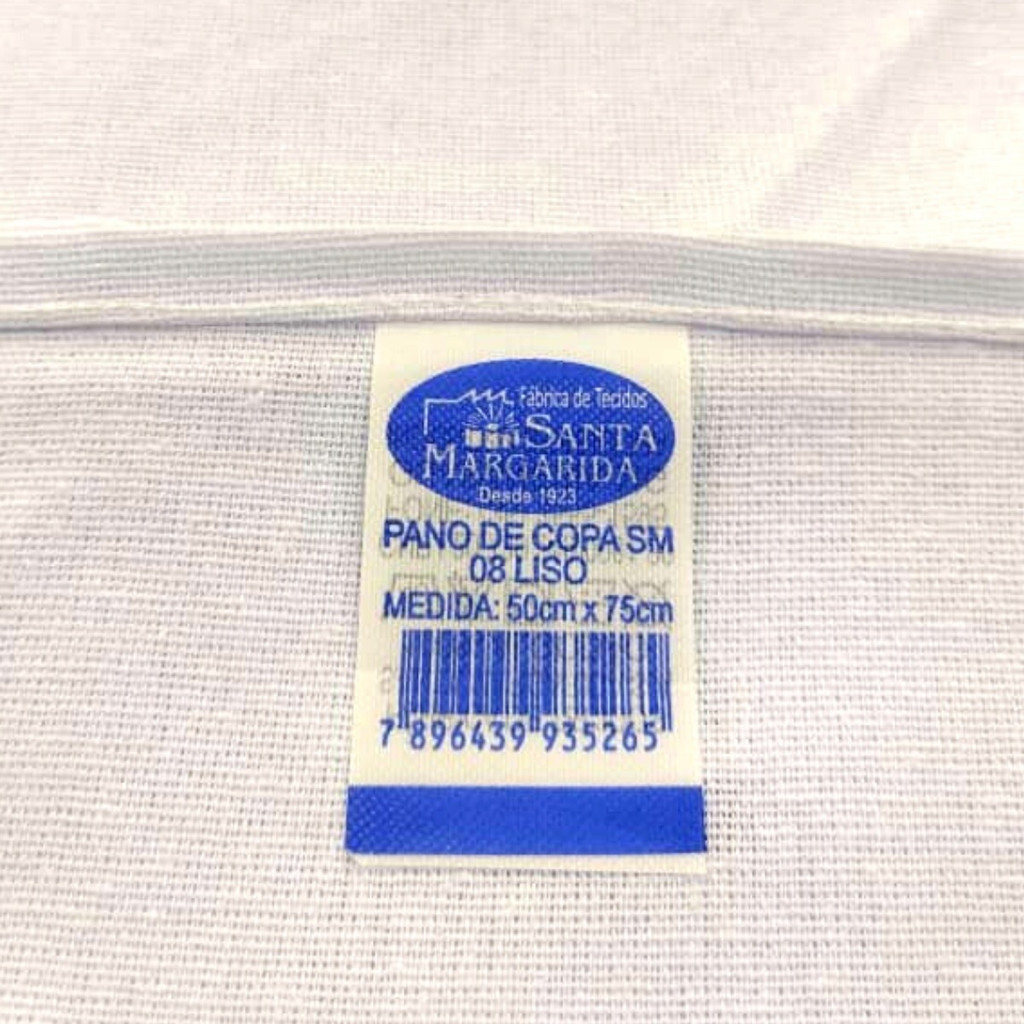 Fábrica de Tecidos
SANTA
MARGARIDA
Desde 1923
PANO DE COPA SM
08 LISO
MEDIDA: 50cm x 75cm
7 896439 935265